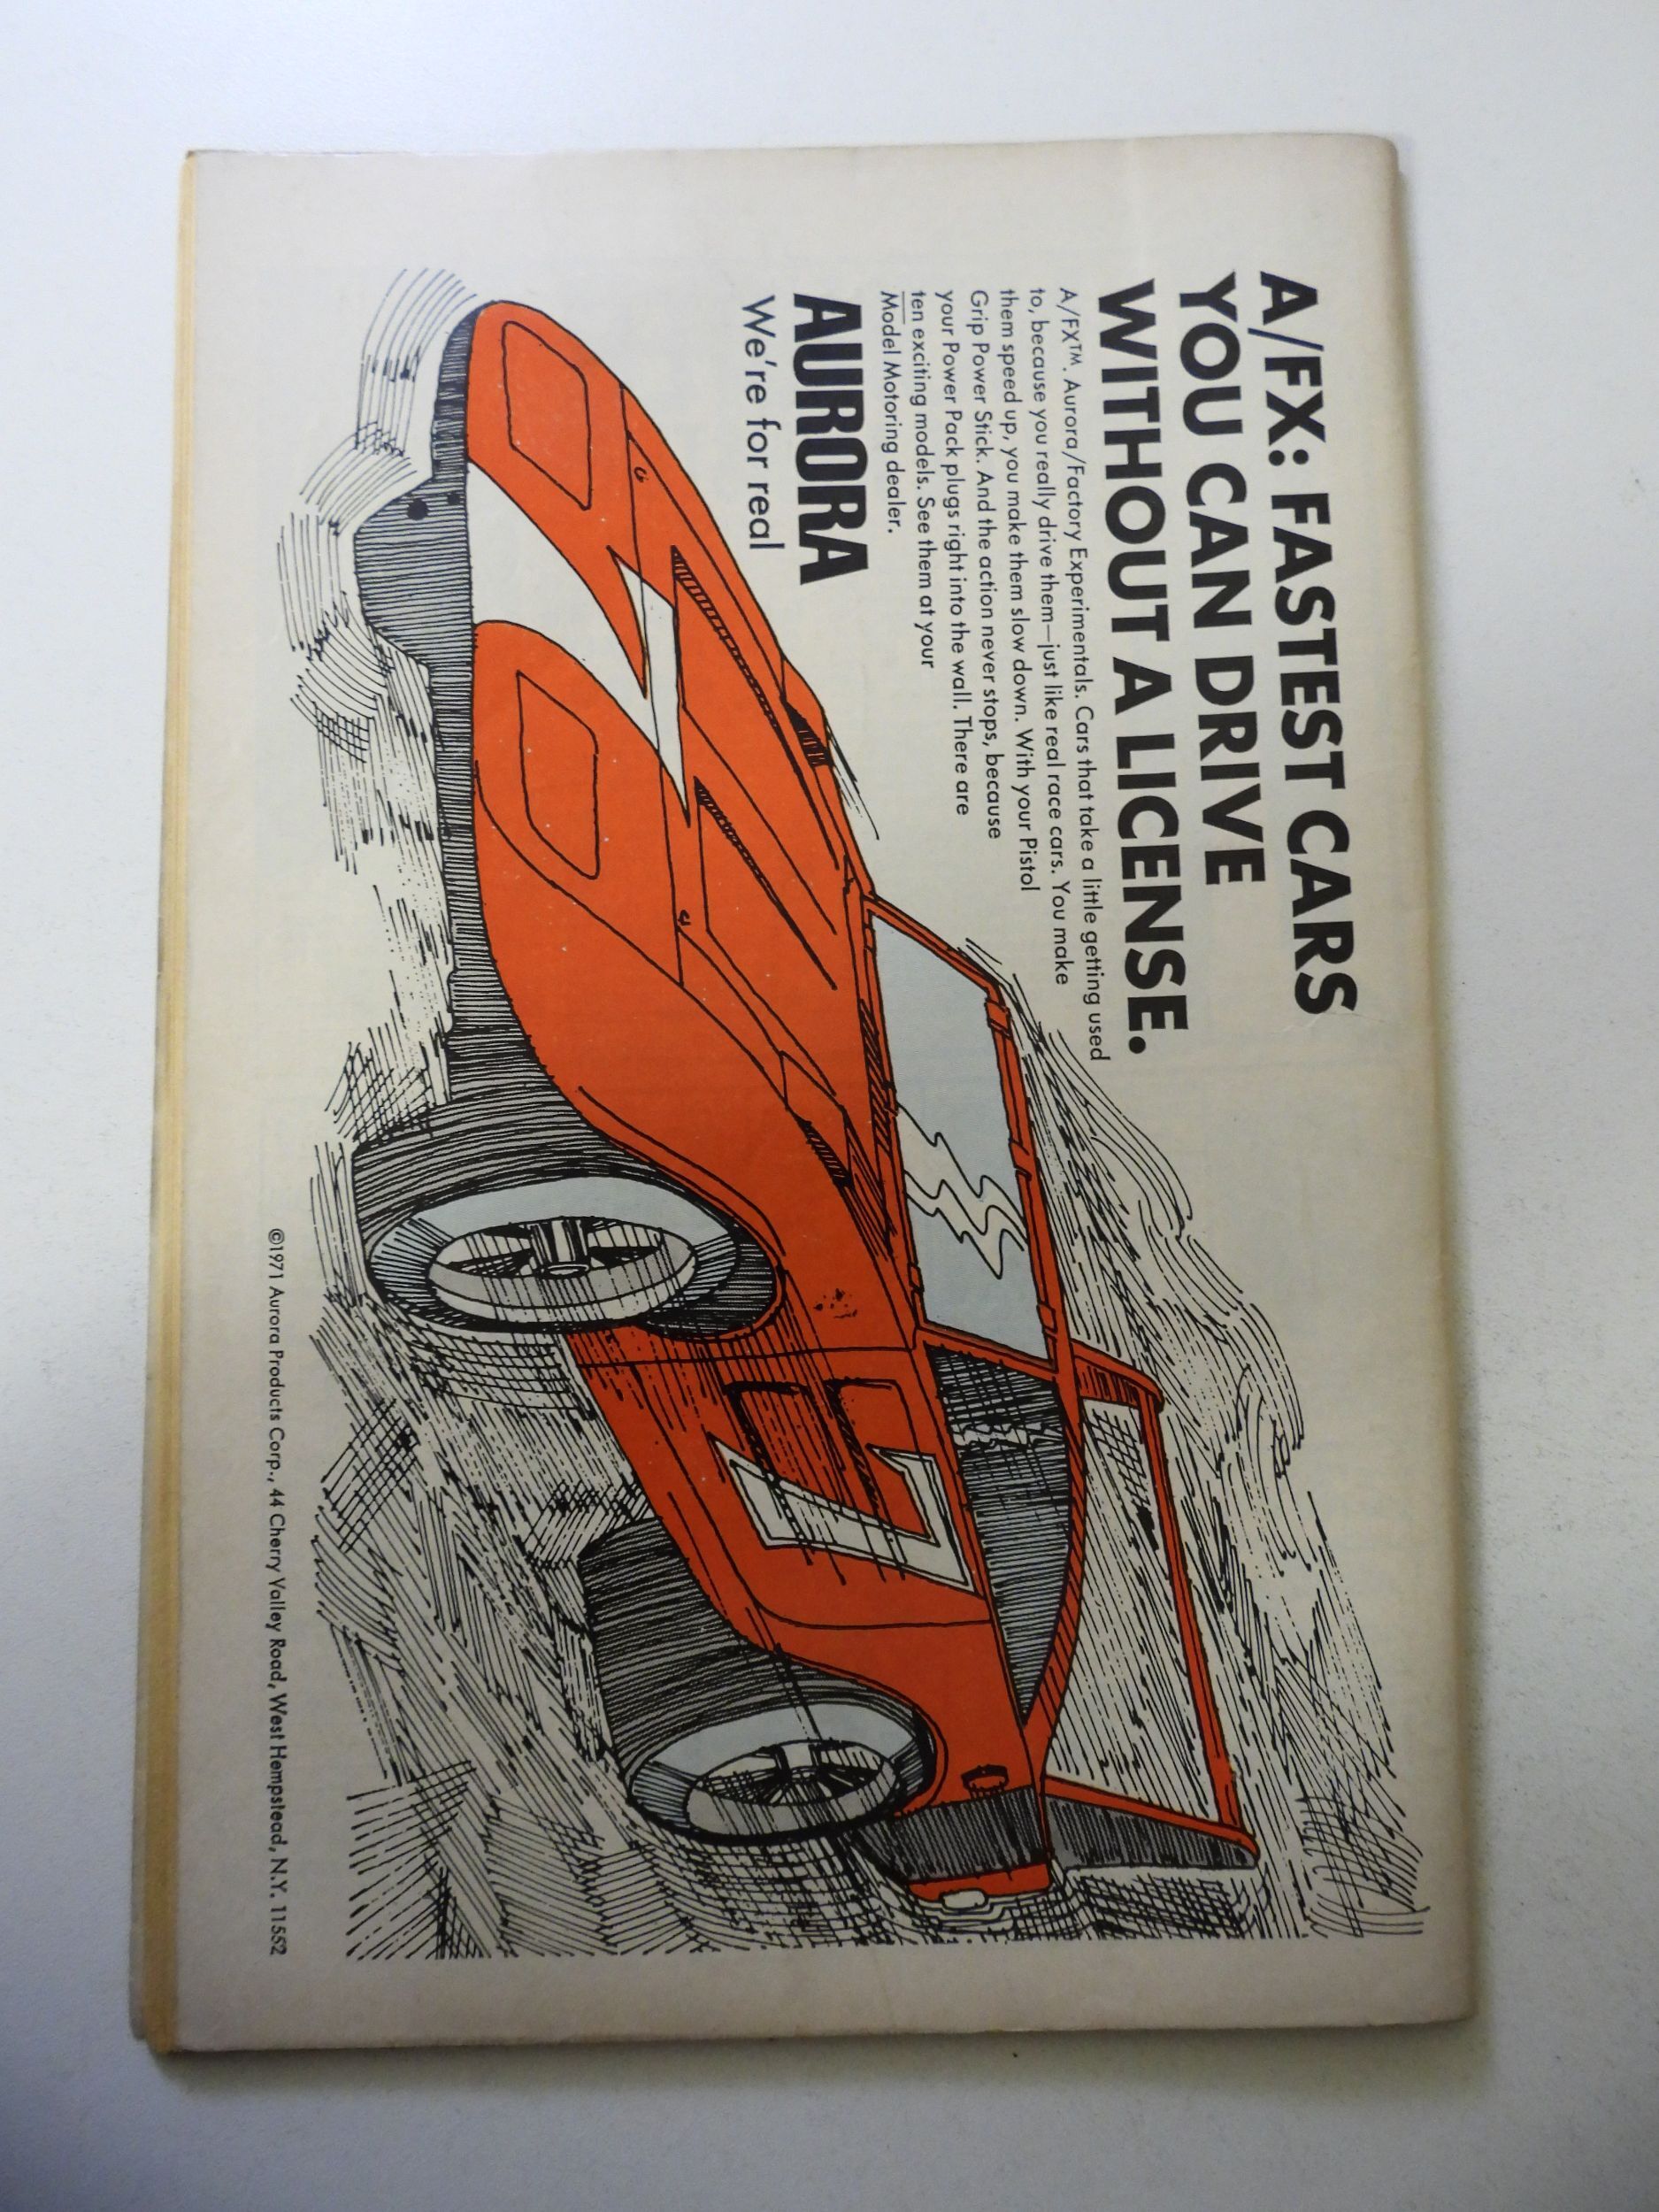 A/FX: FASTEST CARS
YOU CAN DRIVE
WITHOUT A LICENSE.
A/FX™. Aurora/Factory Experimentals. Cars that take a little getting used
to, because you really drive them—just like real race cars. You make
them speed up, you make them slow down. With your Pistol
Grip Power Stick. And the action never stops, because
your Power Pack plugs right into the wall. There are
ten exciting models. See them at your
Model Motoring dealer.
AURORA
We're for real
©1971 Aurora Products Corp., 44 Cherry Valley Road, West Hempstead, N.Y. 11552